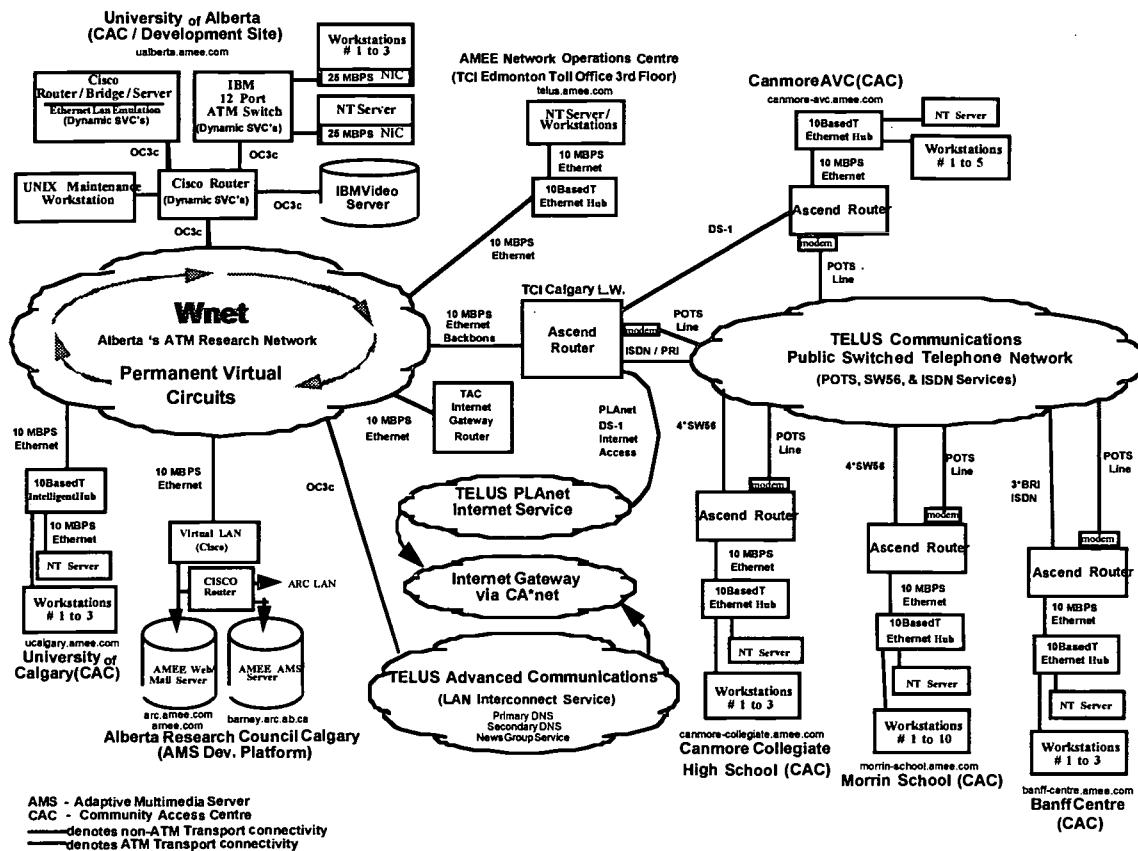 University of Alberta
(CAC / Development Site)
ualberta.amee.com
Cisco
Router/Bridge/Server
Ethernet Lan Emulation
(Dynamic SVC's)
IBM
12 Port
ATM Switch
(Dynamic SVC's)
Workstations
# 1 to 3
25 MBPS NIC
NT Server
25 MBPS NIC
OC3c
OC3c
UNIX Maintenance
Workstation
Cisco Router
(Dynamic SVC's)
OC3c
IBM Video
Server
OC3c
AMEE Network Operations Centre
(TCI Edmonton Toll Office 3rd Floor)
telus.amee.com
NT Server/
Workstations
10 MBPS
Ethernet
10BasedT
Ethernet Hub
10 MBPS
Ethernet
Canmore AVC (CAC)
canmore-avc.amee.com
10BasedT
Ethernet Hub
NT Server
Workstations
# 1 to 5
10 MBPS
Ethernet
Ascend Router
modem
DS-1
POTS
Line
Wnet
Alberta 's ATM Research Network
Permanent Virtual
Circuits
10 MBPS
Ethernet
Backbons
TCI Calgary L.W.
Ascend
Router
modem
POTS
Line
ISDN / PRI
TELUS Communications
Public Switched Telephone Network
(POTS, SW56, & ISDN Services)
10 MBPS
Ethernet
TAC
Internet
Gateway
Router
PLAnet
DS-1
Internet
Access
10 MBPS
Ethernet
10BasedT
IntelligentHub
10 MBPS
Ethernet
NT Server
Workstations
# 1 to 3
ucalgary.amee.com
University of
Calgary(CAC)
10 MBPS
Ethernet
Virtual LAN
(Cisco)
CISCO
Router
ARC LAN
AMEE Web/
Mail Server
AMEE AMS
Server
arc.amee.com
amee.com
barney.arc.ab.ca
Alberta Research Council Calgary
(AMS Dev. Platform)
OC3c
TELUS PLAnet
Internet Service
Internet Gateway
via CA*net
TELUS Advanced Communications
(LAN Interconnect Service)
Primary DNS
Secondary DNS
NewsGroup Service
4*SW56
POTS
Line
modem
Ascend Router
10 MBPS
Ethernet
10BasedT
Ethernet Hub
NT Server
Workstations
# 1 to 3
canmore-collegiate.amee.com
Canmore Collegiate
High School (CAC)
4*SW56
POTS
Line
modem
Ascend Router
10 MBPS
Ethernet
10BasedT
Ethernet Hub
NT Server
Workstations
# 1 to 10
morrin-school.amee.com
Morrin School (CAC)
3*BRI
ISDN
POTS
Line
modem
Ascend Router
10 MBPS
Ethernet
10BasedT
Ethernet Hub
NT Server
Workstations
# 1 to 3
banff-centre.amee.com
Banff Centre
(CAC)
AMS - Adaptive Multimedia Server
CAC - Community Access Centre
denotes non-ATM Transport connectivity
denotes ATM Transport connectivity